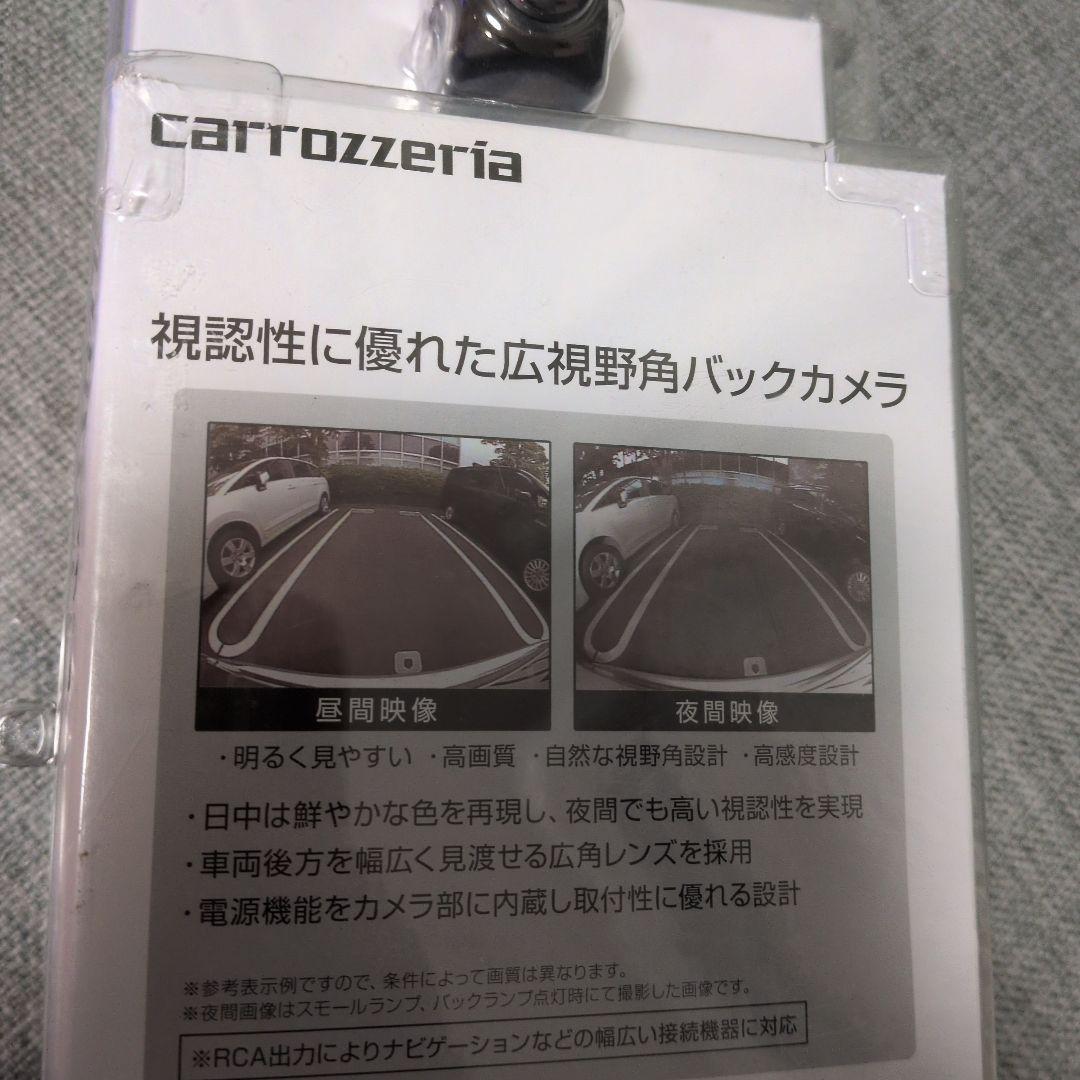 carrozzeria
視認性に優れた広視野角バックカメラ
昼間映像
夜間映像
・明るく見やすい ・高画質 ・自然な視野角設計 ・高感度設計
・日中は鮮やかな色を再現し、夜間でも高い視認性を実現
・車両後方を幅広く見渡せる広角レンズを採用
・電源機能をカメラ部に内蔵し取付性に優れる設計
※参考表示例ですので、条件によって画質は異なります。
※夜間画像はスモールランプ、バックランプ点灯時にて撮影した画像です。
※RCA出力によりナビゲーションなどの幅広い接続機器に対応